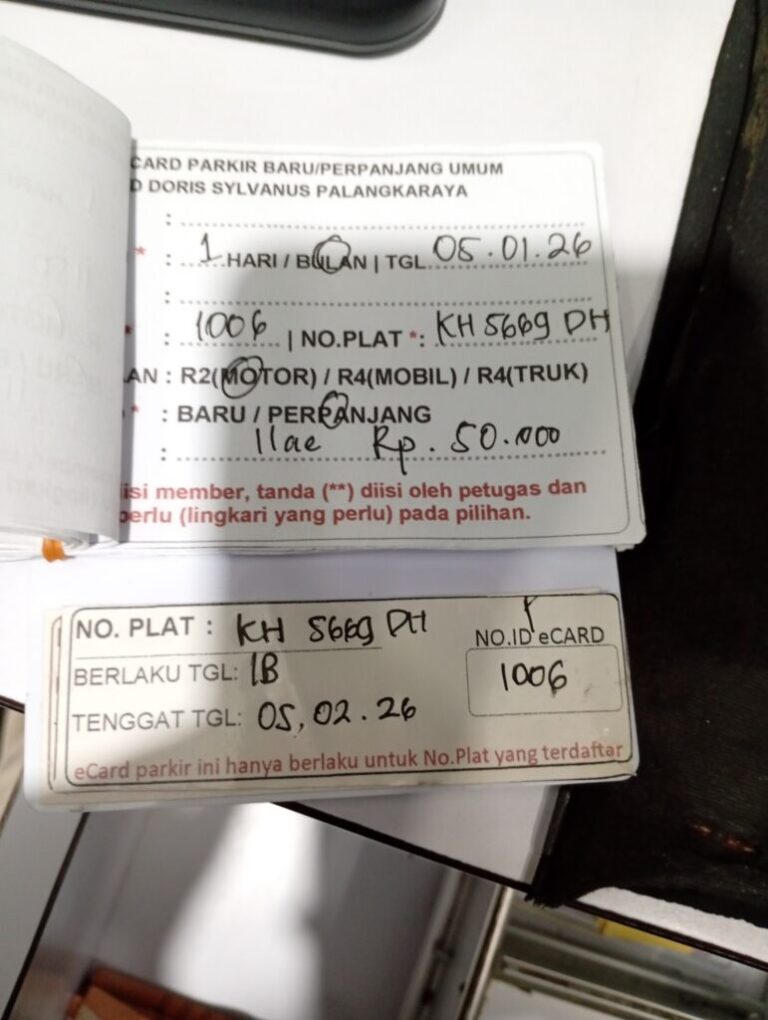 CARD PARKIR BARU/PERPANJANG UMUM
D DORIS SYLVANUS PALANGKARAYA
:
* : 1 HARI / BULAN | TGL 05.01.26
:
* : 1006 | NO.PLAT *: KH 5669 DH
AN : R2(MOTOR) / R4(MOBIL) / R4(TRUK)
* : BARU / PERPANJANG
: Rp. 50.000
isi member, tanda (**) diisi oleh petugas dan
perlu (lingkari yang perlu) pada pilihan.
NO. PLAT : KH 5669 DH
NO.ID eCARD
BERLAKU TGL: 1B
1006
TENGGAT TGL: 05.02.26
eCard parkir ini hanya berlaku untuk No.Plat yang terdaftar